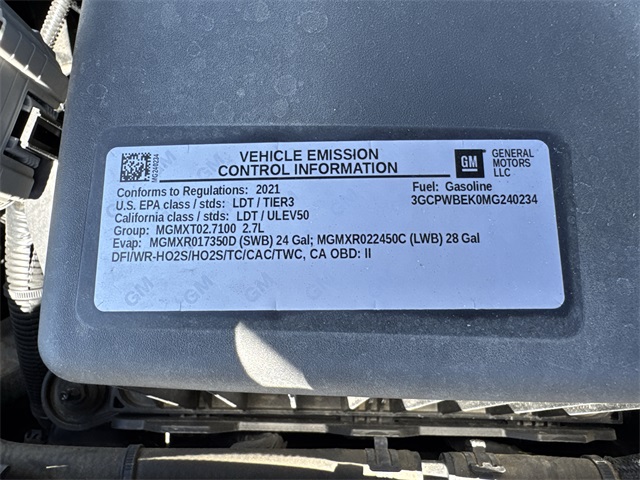 MG240234
VEHICLE EMISSION
CONTROL INFORMATION
GM
GENERAL
MOTORS
LLC
Conforms to Regulations: 2021
U.S. EPA class / stds: LDT / TIER3
California class / stds: LDT / ULEV50
Group: MGMXT02.7100 2.7L
Evap: MGMXR017350D (SWB) 24 Gal; MGMXR022450C (LWB) 28 Gal
DFI/WR-HO2S/HO2S/TC/CAC/TWC, CA OBD: II
Fuel: Gasoline
3GCPWBEK0MG240234